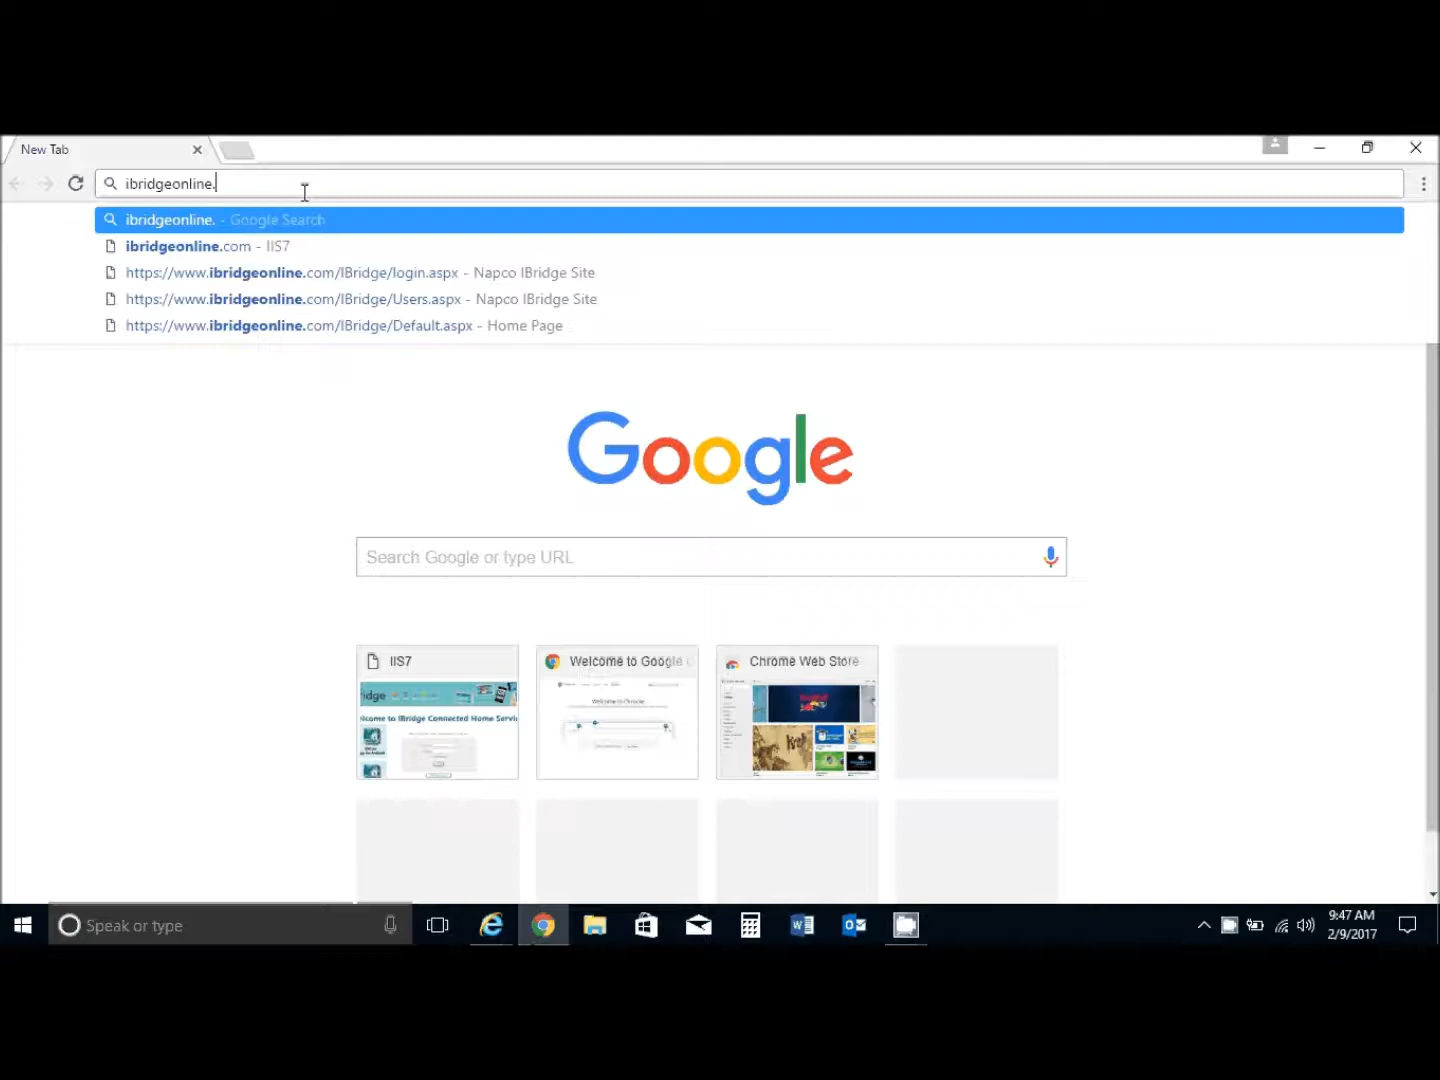 New Tab
ibridgeonline.
ibridgeonline. - Google Search
ibridgeonline.com - IIS7
https://www.ibridgeonline.com/IBridge/login.aspx - Napco IBridge Site
https://www.ibridgeonline.com/IBridge/Users.aspx - Napco IBridge Site
https://www.ibridgeonline.com/IBridge/Default.aspx - Home Page
Google
Search Google or type URL
IIS7
Welcome to Google
Chrome Web Store
Speak or type
9:47 AM
2/9/2017